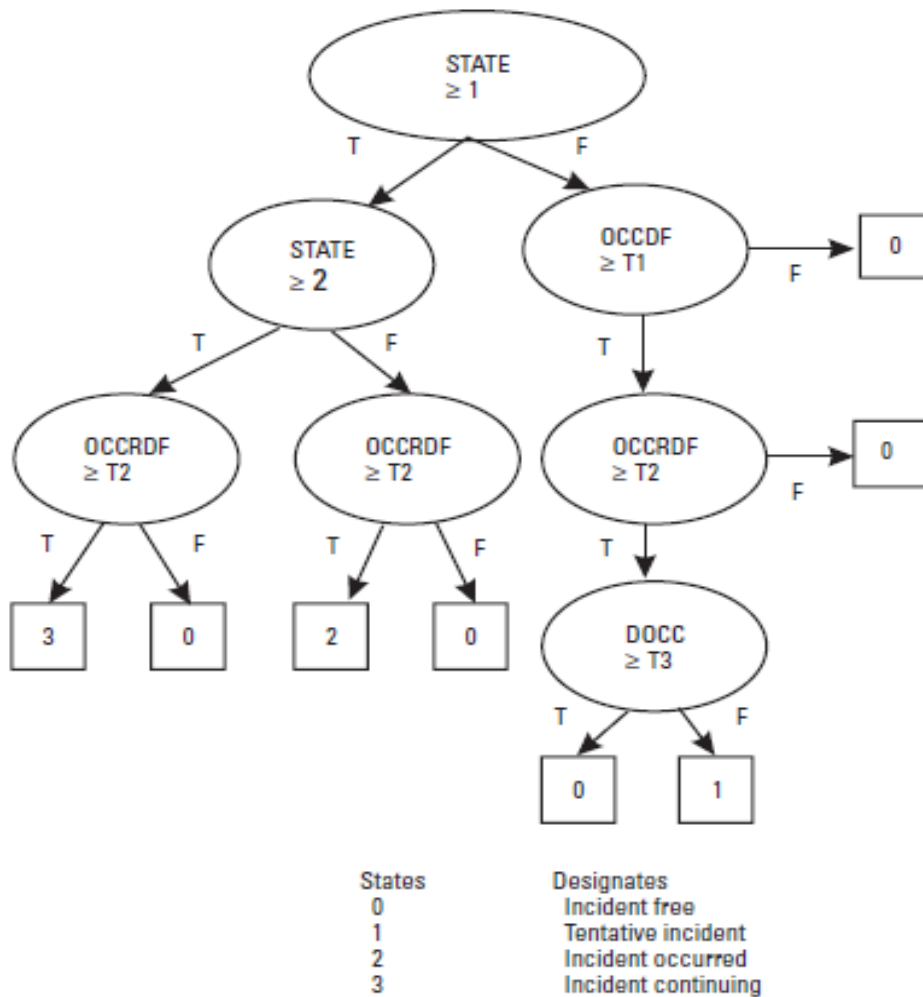 STATE
≥ 1
T
F
STATE
≥ 2
OCCDF
≥ T1
F
0
T
F
T
OCCRDF
≥ T2
OCCRDF
≥ T2
OCCRDF
≥ T2
F
0
T
F
T
F
T
3
0
2
0
DOCC
≥ T3
T
F
0
1
States Designates
0 Incident free
1 Tentative incident
2 Incident occurred
3 Incident continuing